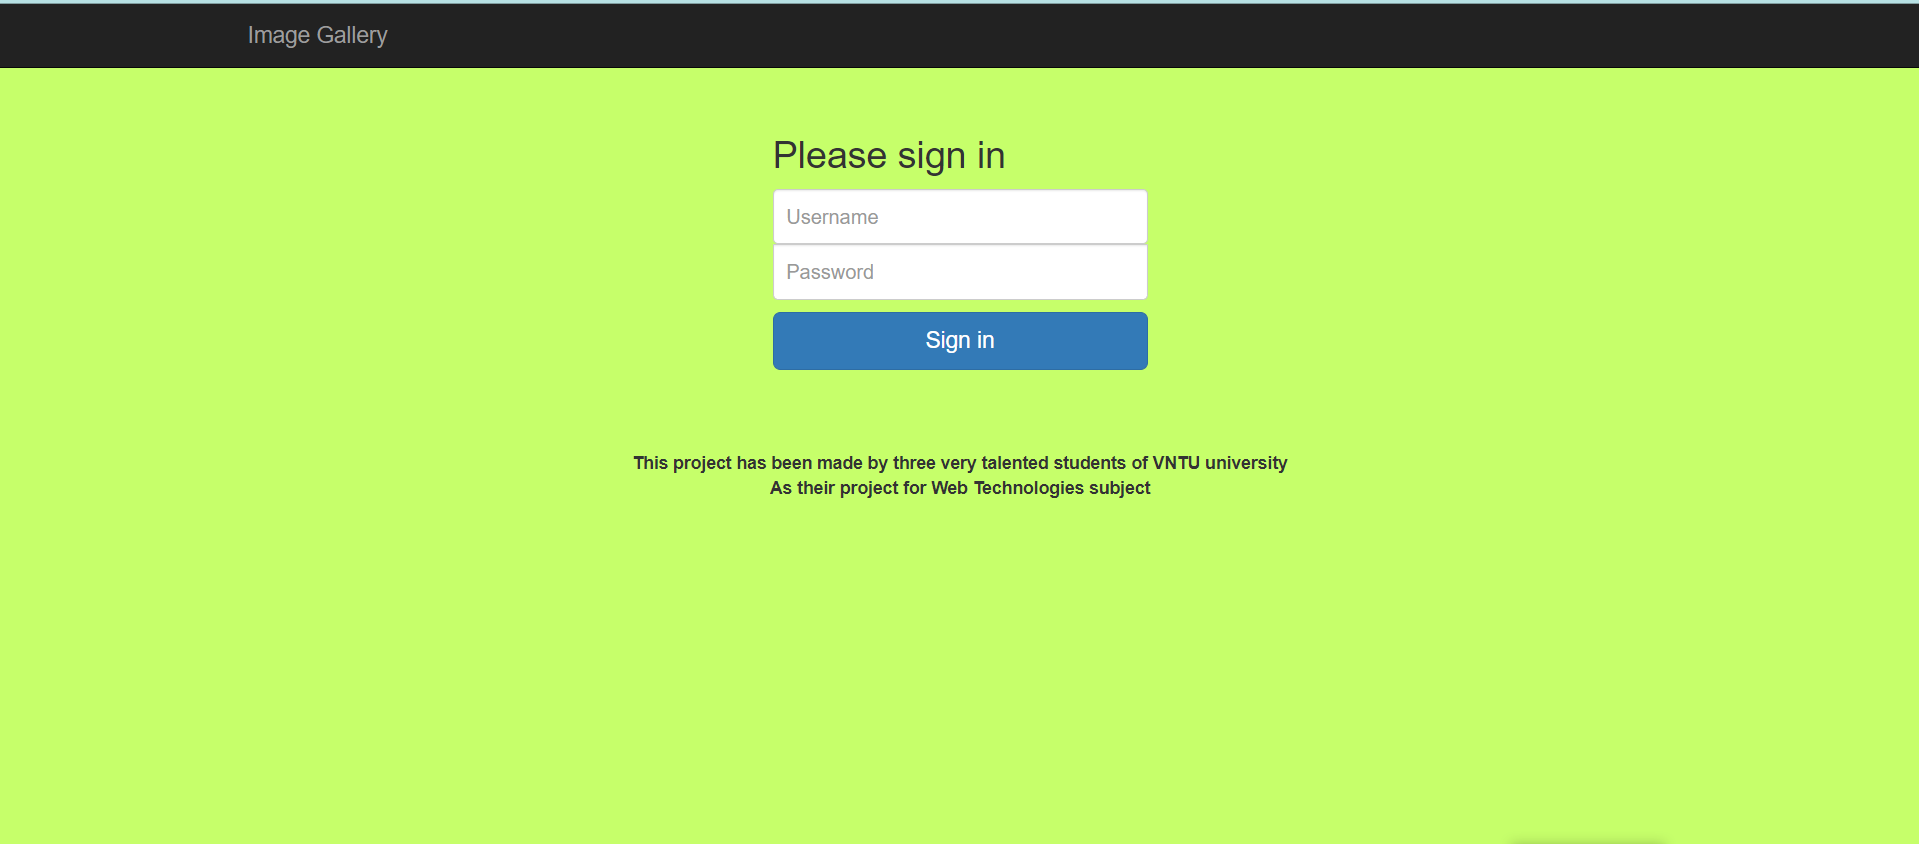 Image Gallery
Please sign in
Username
Password
Sign in
This project has been made by three very talented students of VNTU university
As their project for Web Technologies subject